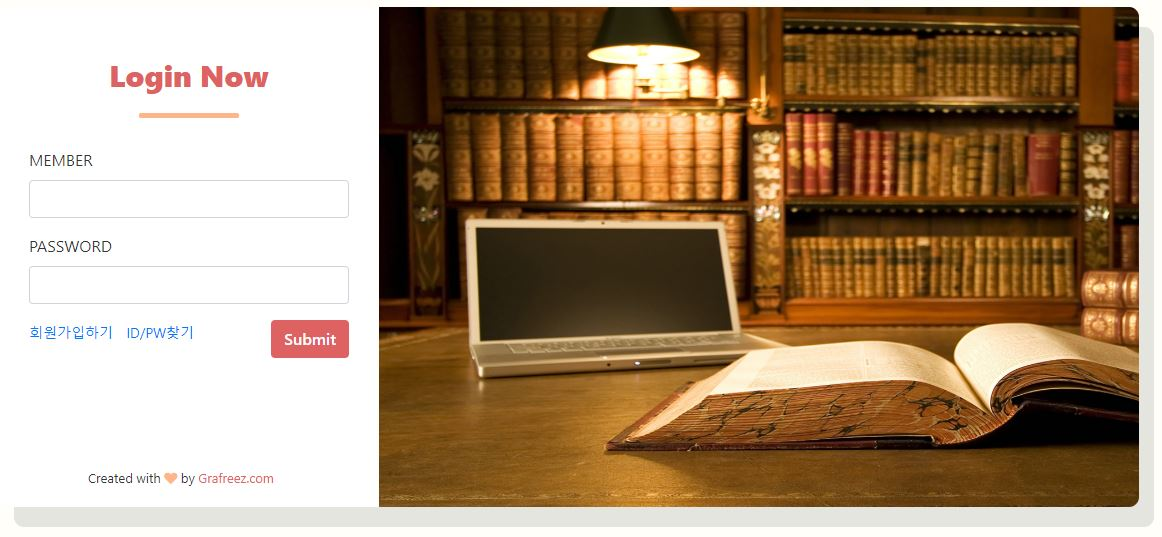 Login Now
MEMBER
PASSWORD
회원가입하기 ID/PW찾기
Submit
Created with by Grafreez.com